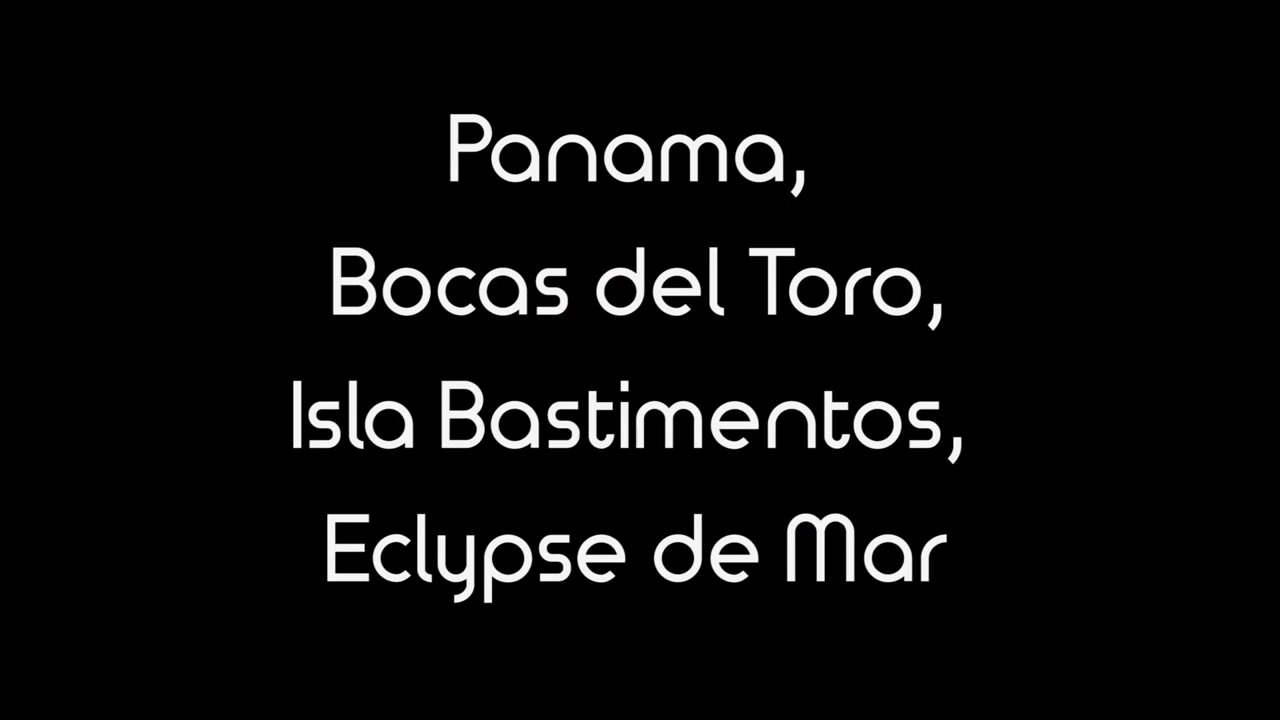 Panama,
Bocas del Toro,
Isla Bastimentos,
Eclypse de Mar